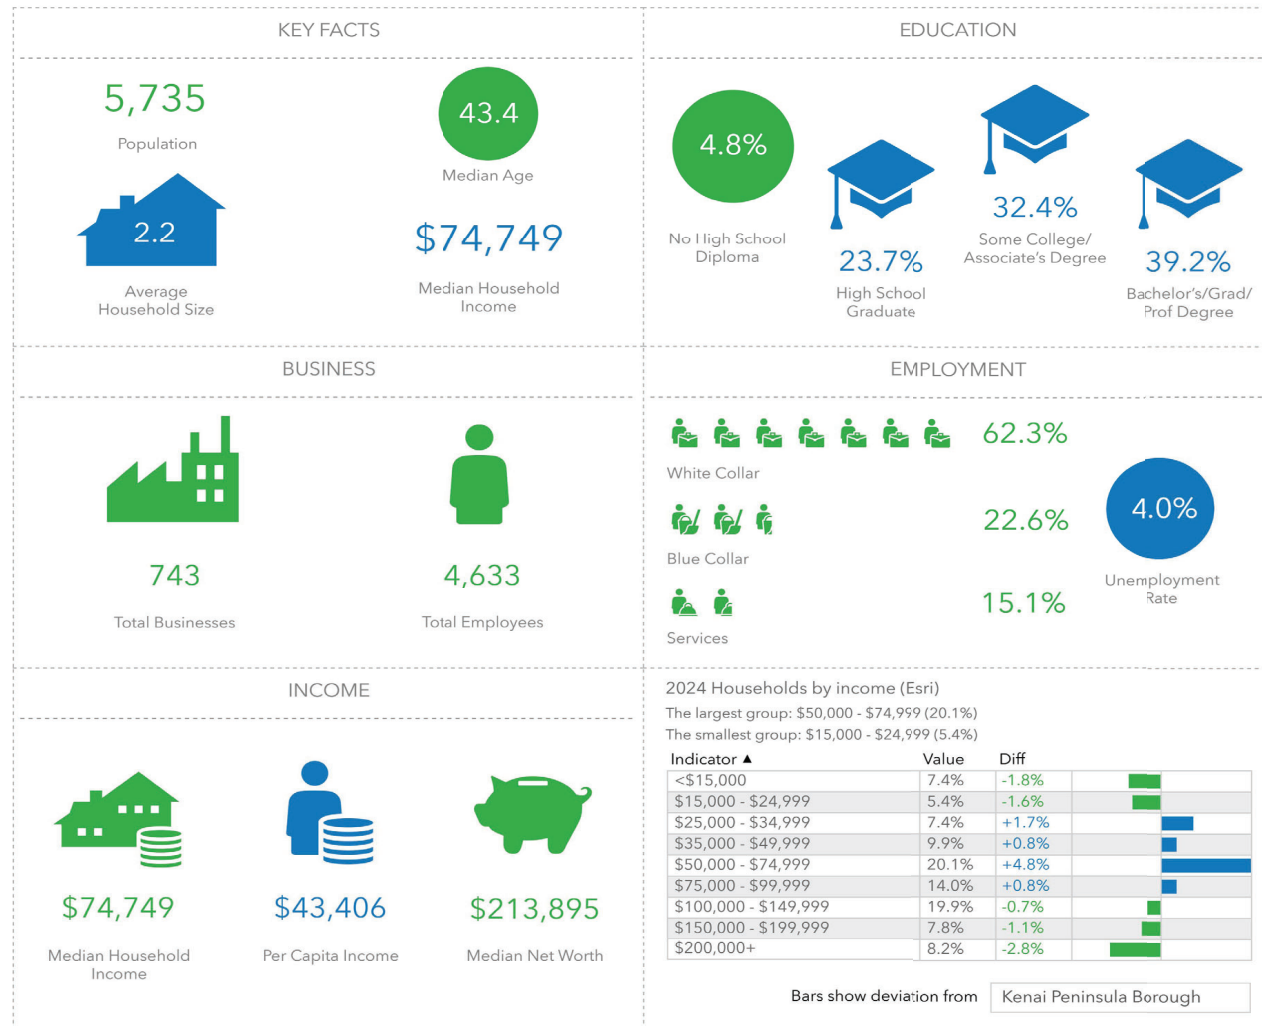 KEY FACTS
5,735
Population
43.4
Median Age
2.2
Average
Household Size
$74,749
Median Household
Income
EDUCATION
4.8%
No High School
Diploma
23.7%
High School
Graduate
32.4%
Some College/
Associate's Degree
39.2%
Bachelor's/Grad/
Prof Degree
BUSINESS
743
Total Businesses
4,633
Total Employees
EMPLOYMENT
62.3%
White Collar
22.6%
Blue Collar
15.1%
Services
4.0%
Unemployment
Rate
INCOME
$74,749
Median Household
Income
$43,406
Per Capita Income
$213,895
Median Net Worth
2024 Households by income (Esri)
The largest group: $50,000 - $74,999 (20.1%)
The smallest group: $15,000 - $24,999 (5.4%)
Indicator ▲ Value Diff
<$15,000 7.4% -1.8%
$15,000 - $24,999 5.4% -1.6%
$25,000 - $34,999 7.4% +1.7%
$35,000 - $49,999 9.9% +0.8%
$50,000 - $74,999 20.1% +4.8%
$75,000 - $99,999 14.0% +0.8%
$100,000 - $149,999 19.9% -0.7%
$150,000 - $199,999 7.8% -1.1%
$200,000+ 8.2% -2.8%
Bars show deviation from Kenai Peninsula Borough